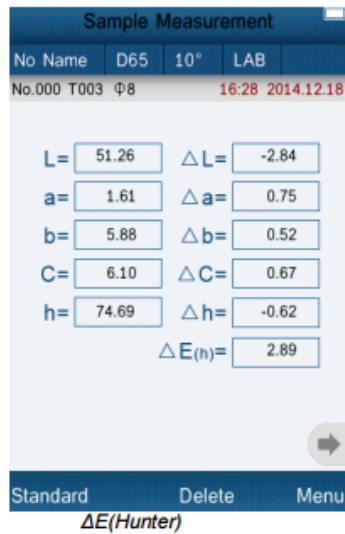 Sample Measurement
No Name D65 10° LAB
No.000 T003 Φ8 16:28 2014.12.18
L= 51.26 △L= -2.84
a= 1.61 △a= 0.75
b= 5.88 △b= 0.52
C= 6.10 △C= 0.67
h= 74.69 △h= -0.62
△E(h)= 2.89
Standard Delete Menu
ΔE(Hunter)